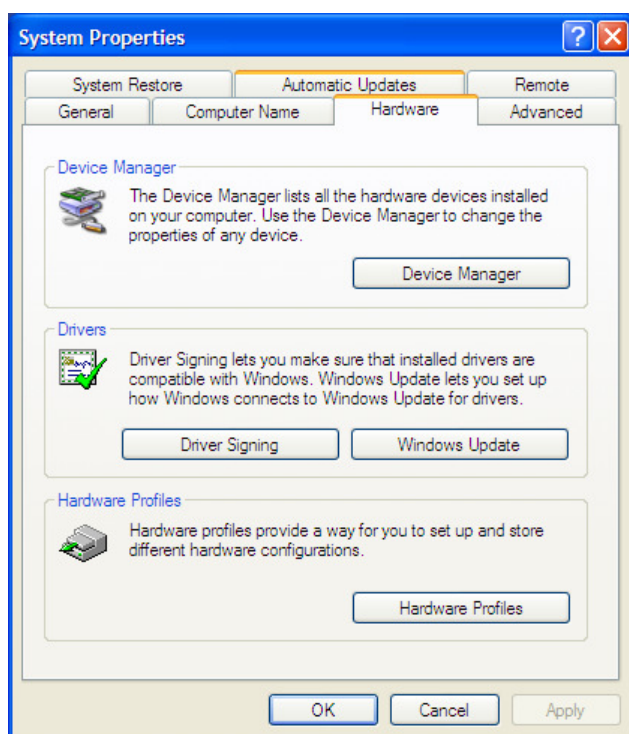 System Properties
System Restore Automatic Updates Remote
General Computer Name Hardware Advanced
Device Manager
The Device Manager lists all the hardware devices installed
on your computer. Use the Device Manager to change the
properties of any device.
Device Manager
Drivers
Driver Signing lets you make sure that installed drivers are
compatible with Windows. Windows Update lets you set up
how Windows connects to Windows Update for drivers.
Driver Signing Windows Update
Hardware Profiles
Hardware profiles provide a way for you to set up and store
different hardware configurations.
Hardware Profiles
OK Cancel Apply